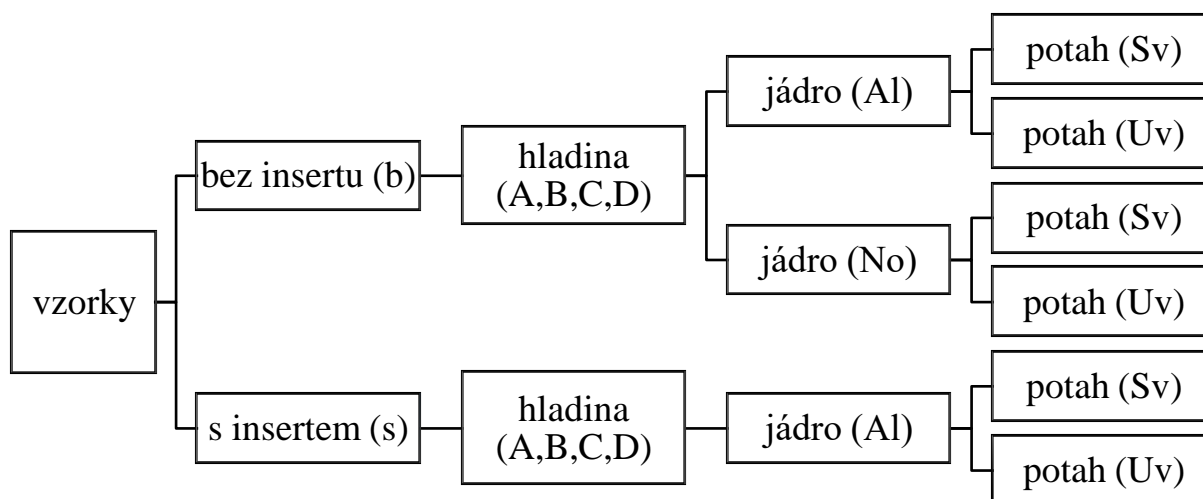 vzorky
bez insertu (b)
hladina
(A,B,C,D)
jádro (Al)
potah (Sv)
potah (Uv)
jádro (No)
potah (Sv)
potah (Uv)
s insertem (s)
hladina
(A,B,C,D)
jádro (Al)
potah (Sv)
potah (Uv)